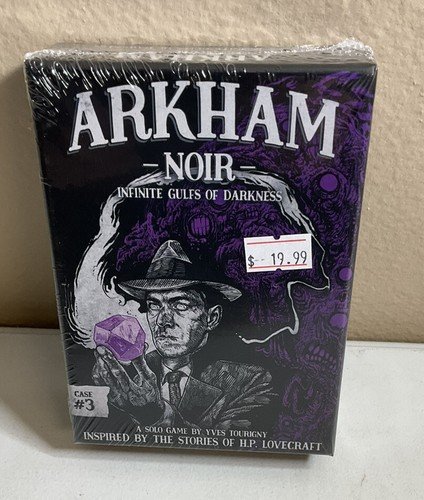 ARKHAM
- NOIR -
INFINITE GULFS OF DARKNESS
$-- 19.99
CASE
#3
A SOLO GAME BY YVES TOURIGNY
INSPIRED BY THE STORIES OF H.P. LOVECRAFT